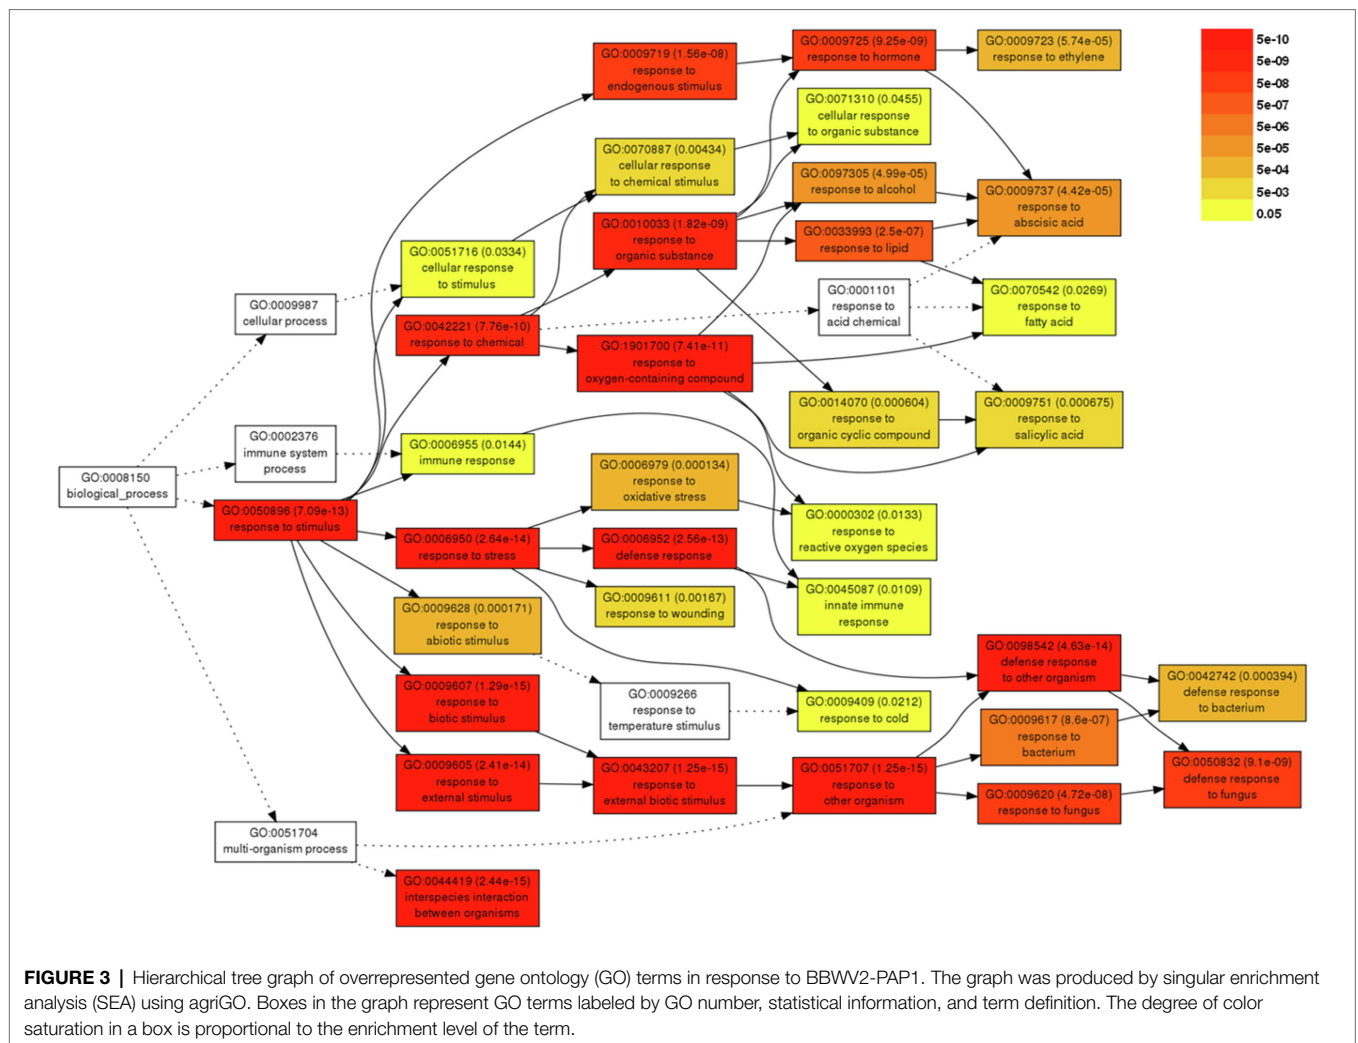 GO:0009719 (1.56e-08)
response to
endogenous stimulus
GO:0009725 (9.25e-09)
response to hormone
GO:0009723 (5.74e-05)
response to ethylene
GO:0071310 (0.0455)
cellular response
to organic substance
GO:0070887 (0.00434)
cellular response
to chemical stimulus
GO:0097305 (4.99e-05)
response to alcohol
GO:0009737 (4.42e-05)
response to
abscisic acid
GO:0010033 (1.82e-09)
response to
organic substance
GO:0033993 (2.5e-07)
response to lipid
GO:0051716 (0.0334)
cellular response
to stimulus
GO:0009987
cellular process
GO:0001101
response to
acid chemical
GO:0070542 (0.0269)
response to
fatty acid
GO:0042221 (7.76e-10)
response to chemical
GO:1901700 (7.41e-11)
response to
oxygen-containing compound
GO:0014070 (0.000604)
response to
organic cyclic compound
GO:0009751 (0.000675)
response to
salicylic acid
GO:0002376
immune system
process
GO:0006955 (0.0144)
immune response
GO:0008150
biological_process
GO:0006979 (0.000134)
response to
oxidative stress
GO:0050896 (7.09e-13)
response to stimulus
GO:0000302 (0.0133)
response to
reactive oxygen species
GO:0006950 (2.64e-14)
response to stress
GO:0006952 (2.56e-13)
defense response
GO:0009611 (0.00167)
response to wounding
GO:0045087 (0.0109)
innate immune
response
GO:0009628 (0.000171)
response to
abiotic stimulus
GO:0098542 (4.63e-14)
defense response
to other organism
GO:0042742 (0.000394)
defense response
to bacterium
GO:0009607 (1.29e-15)
response to
biotic stimulus
GO:0009266
response to
temperature stimulus
GO:0009409 (0.0212)
response to cold
GO:0009617 (8.6e-07)
response to
bacterium
GO:0009605 (2.41e-14)
response to
external stimulus
GO:0043207 (1.25e-15)
response to
external biotic stimulus
GO:0051707 (1.25e-15)
response to
other organism
GO:0050832 (9.1e-09)
defense response
to fungus
GO:0009620 (4.72e-08)
response to fungus
GO:0051704
multi-organism process
GO:0044419 (2.44e-15)
interspecies interaction
between organisms
5e-10
5e-09
5e-08
5e-07
5e-06
5e-05
5e-04
5e-03
0.05
FIGURE 3 | Hierarchical tree graph of overrepresented gene ontology (GO) terms in response to BBWV2-PAP1. The graph was produced by singular enrichment
analysis (SEA) using agriGO. Boxes in the graph represent GO terms labeled by GO number, statistical information, and term definition. The degree of color
saturation in a box is proportional to the enrichment level of the term.